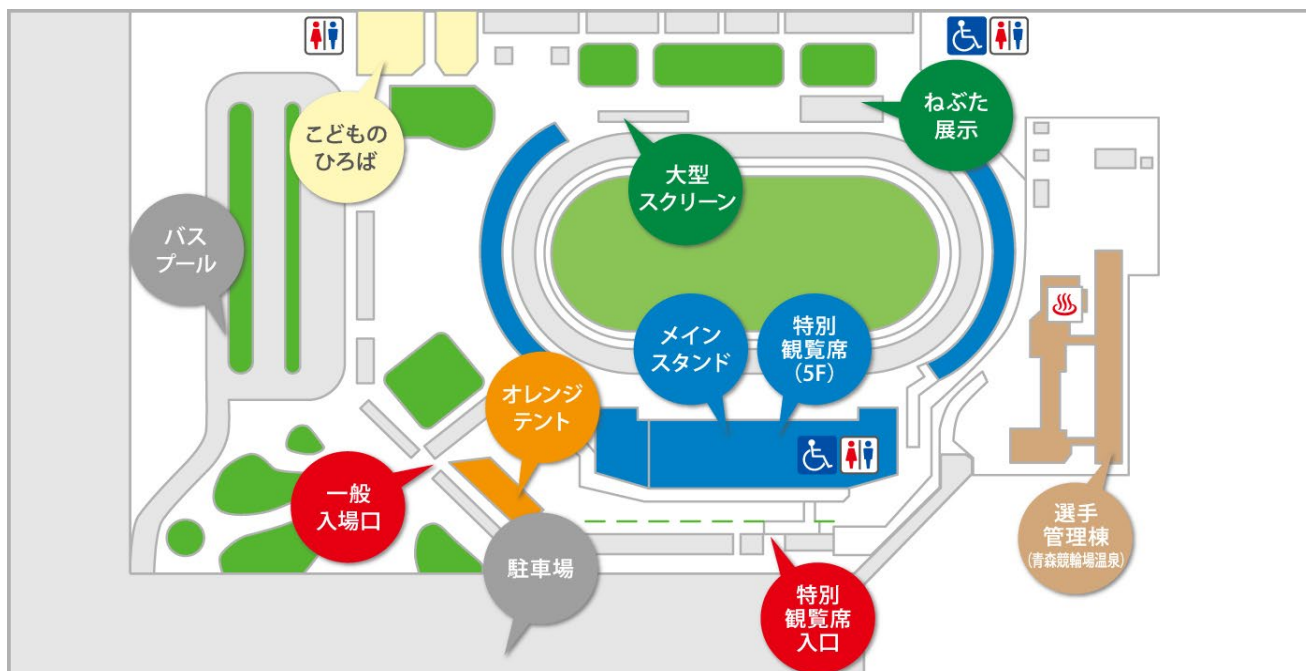 こどもの
ひろば
ねぶた
展示
大型
スクリーン
バス
プール
メイン
スタンド
特別
観覧席
(5F)
オレンジ
テント
一般
入場口
駐車場
特別
観覧席
入口
選手
管理棟
(青森競輪場温泉)